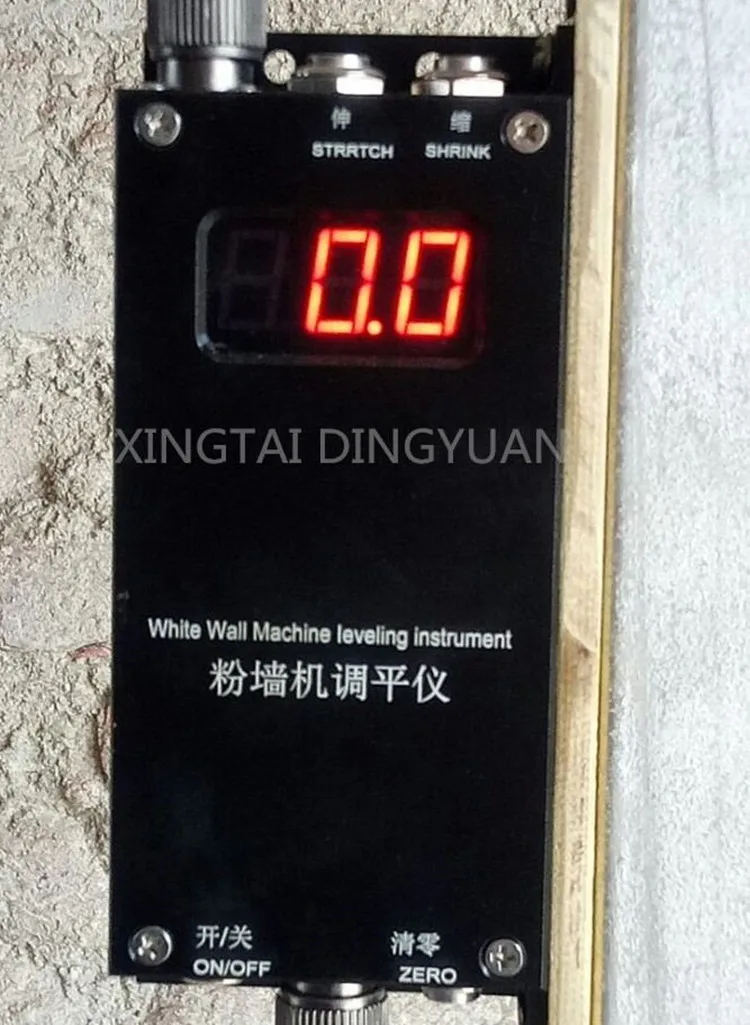 伸 缩
STRRTCH SHRINK
0.0
XINGTAI DINGYUAN
White Wall Machine leveling instrument
粉墙机调平仪
开/关 清零
ON/OFF ZERO